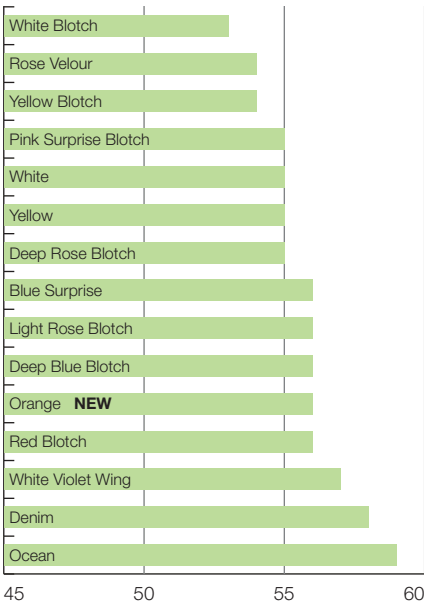 White Blotch
Rose Velour
Yellow Blotch
Pink Surprise Blotch
White
Yellow
Deep Rose Blotch
Blue Surprise
Light Rose Blotch
Deep Blue Blotch
Orange NEW
Red Blotch
White Violet Wing
Denim
Ocean
45 50 55 60